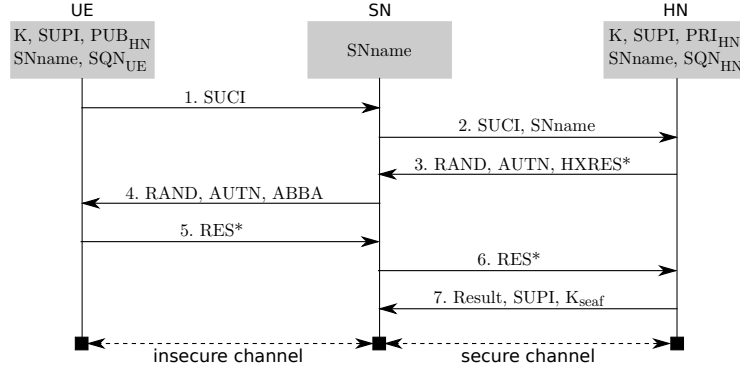 UE SN HN
K, SUPI, PUB_HN
SNname, SQN_UE
SNname
K, SUPI, PRI_HN
SNname, SQN_HN
1. SUCI
2. SUCI, SNname
3. RAND, AUTN, HXRES*
4. RAND, AUTN, ABBA
5. RES*
6. RES*
7. Result, SUPI, K_seaf
insecure channel
secure channel